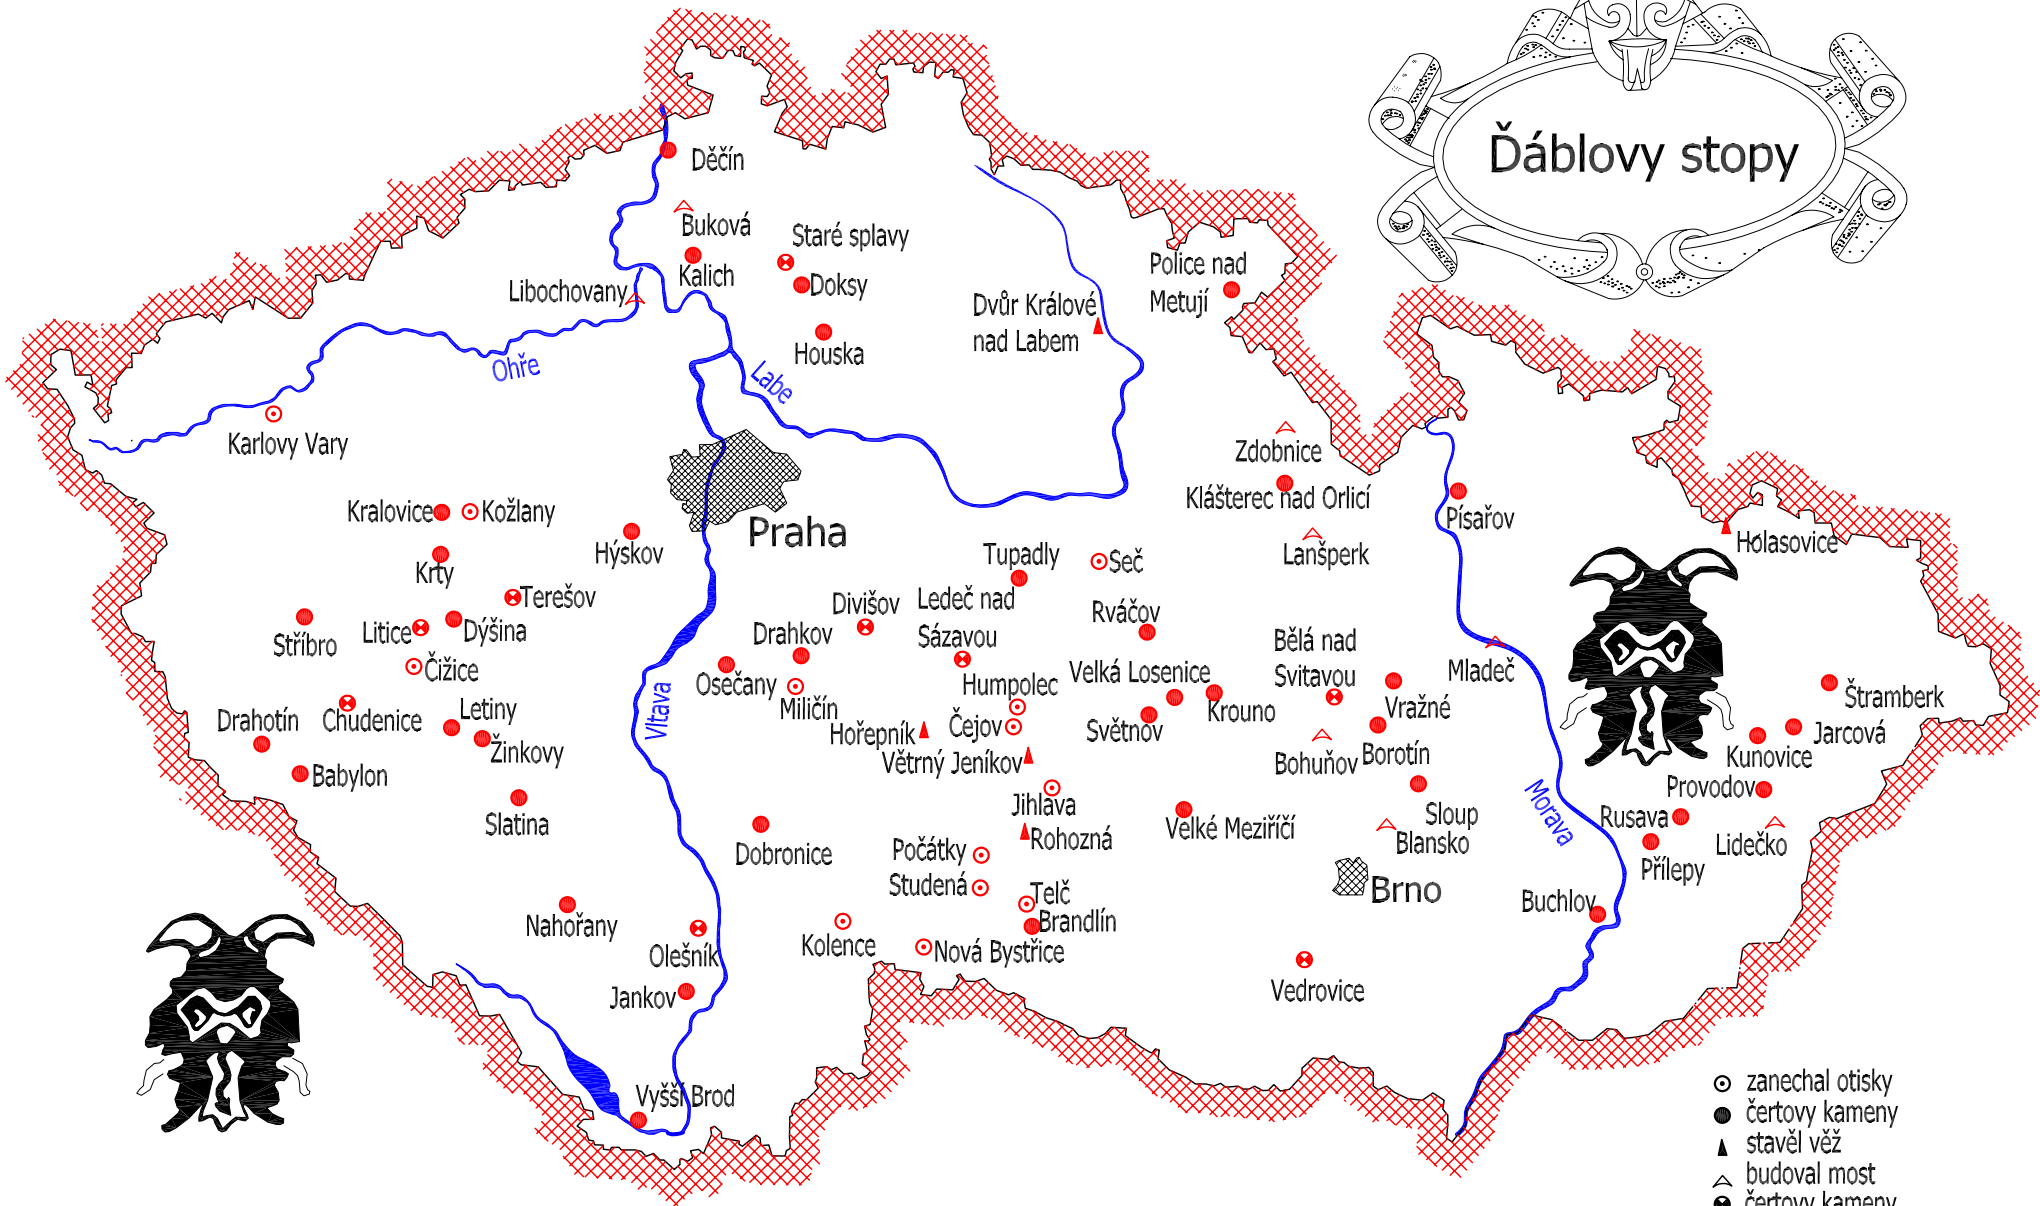 Ďáblovy stopy
Děčín
Buková
Staré splavy
Kalich
Doksy
Libochovany
Police nad
Metují
Dvůr Králové
nad Labem
Houska
Ohře
Labe
Karlovy Vary
Zdobnice
Klášterec nad Orlicí
Kralovice
Kožlany
Písařov
Praha
Hýskov
Holasovice
Lanšperk
Tupadly
Seč
Krty
Terešov
Divišov
Ledeč nad
Sázavou
Rváčov
Stříbro
Litice
Dýšina
Drahkov
Bělá nad
Svitavou
Mladeč
Čižice
Osečany
Velká Losenice
Humpolec
Štramberk
Drahotín
Chudenice
Letiny
Miličín
Vltava
Krouno
Vražné
Hořepník
Čejov
Světnov
Jarcová
Žinkovy
Větrný Jeníkov
Bohuňov
Borotín
Kunovice
Babylon
Provodov
Jihlava
Morava
Slatina
Sloup
Rusava
Velké Meziříčí
Rohozná
Blansko
Lidečko
Dobronice
Počátky
Přílepy
Studená
Telč
Brno
Buchlov
Nahořany
Brandlín
Kolence
Nová Bystřice
Olešník
Jankov
Vedrovice
Vyšší Brod
zanechal otisky
čertovy kameny
stavěl věž
budoval most
čertovy kameny